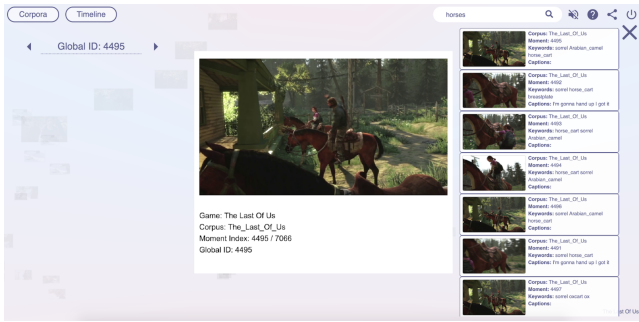 Corpora
Timeline
horses
Global ID: 4495
Game: The Last Of Us
Corpus: The_Last_Of_Us
Moment Index: 4495 / 7066
Global ID: 4495
Corpus: The_Last_Of_Us
Moment: 4495
Keywords: sorrel Arabian_camel
horse_cart
Captions:
Corpus: The_Last_Of_Us
Moment: 4492
Keywords: sorrel horse_cart
breastplate
Captions: I'm gonna hand up I got it
Corpus: The_Last_Of_Us
Moment: 4493
Keywords: horse_cart sorrel
Arabian_camel
Captions:
Corpus: The_Last_Of_Us
Moment: 4494
Keywords: horse_cart sorrel
Arabian_camel
Captions:
Corpus: The_Last_Of_Us
Moment: 4496
Keywords: sorrel Arabian_camel
horse_cart
Captions:
Corpus: The_Last_Of_Us
Moment: 4491
Keywords: sorrel horse_cart
Captions: I'm gonna hand up I got it
Corpus: The_Last_Of_Us
Moment: 4497
Keywords: sorrel oxcart ox
Captions:
Of Us